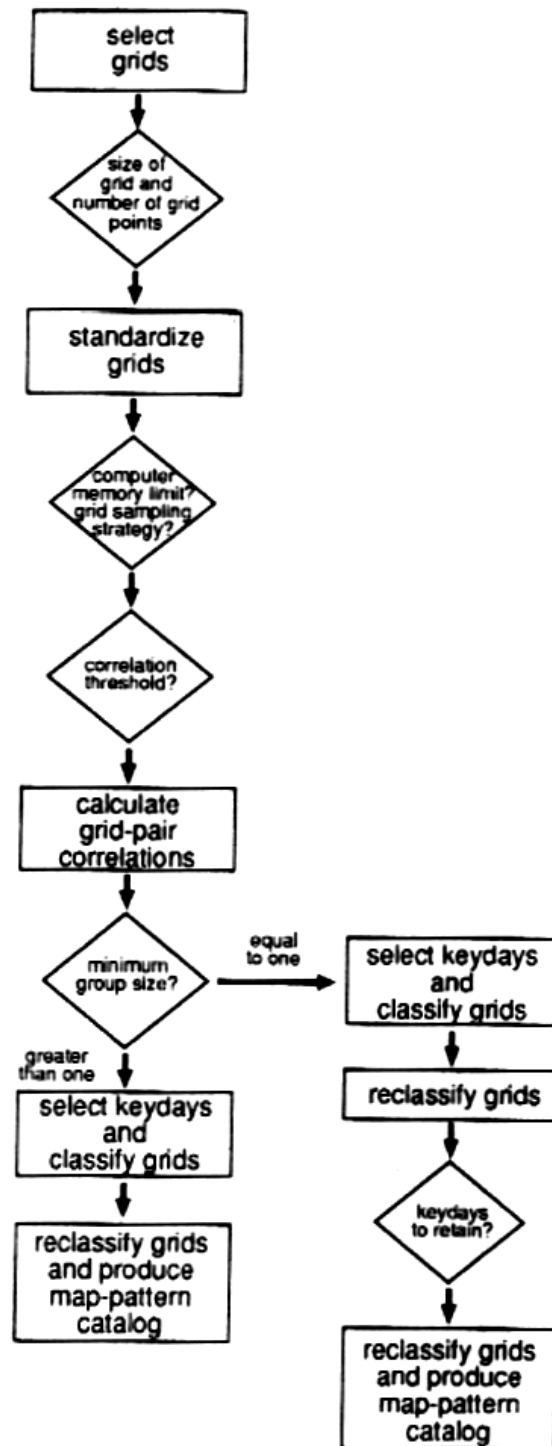 select
grids
size of
grid and
number of grid
points
standardize
grids
computer
memory limit?
grid sampling
strategy?
correlation
threshold?
calculate
grid-pair
correlations
minimum
group size?
equal
to one
select keydays
and
classify grids
reclassify grids
keydays
to retain?
reclassify grids
and produce
map-pattern
catalog
greater
than one
select keydays
and
classify grids
reclassify grids
and produce
map-pattern
catalog